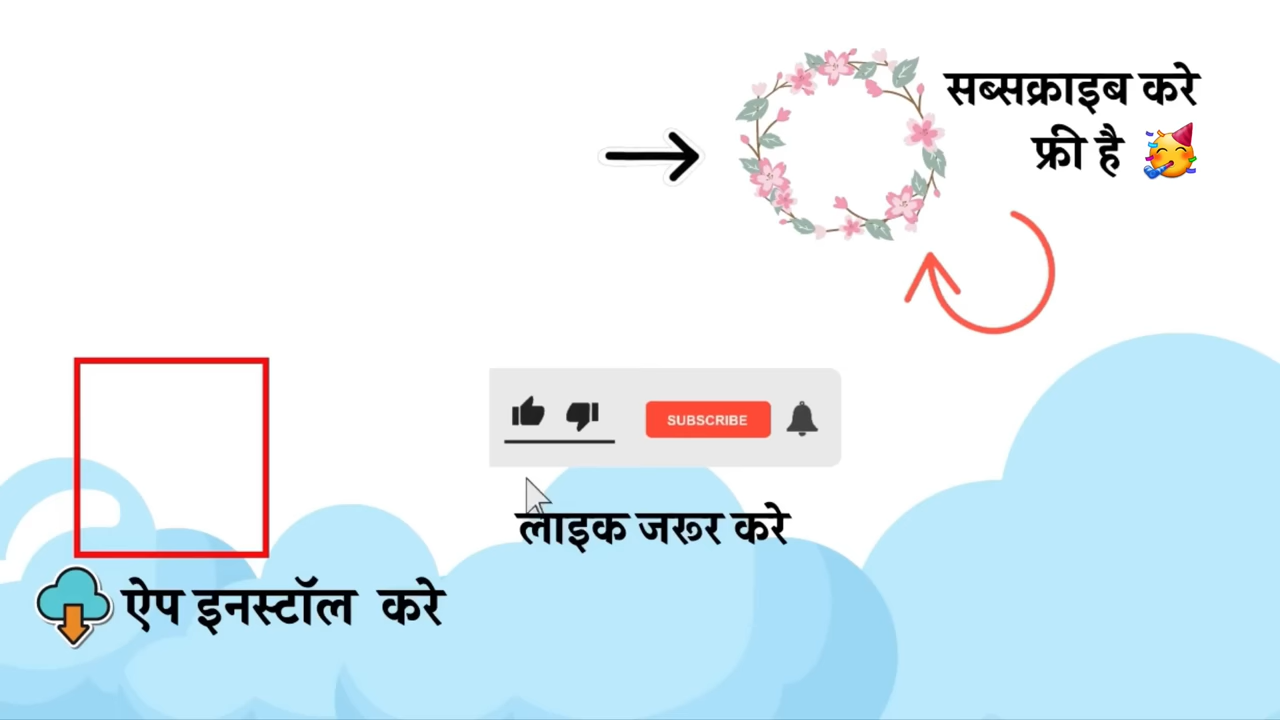 सब्सक्राइब करे
फ्री है 🥳
SUBSCRIBE
लाइक जरूर करे
ऐप इनस्टॉल करे